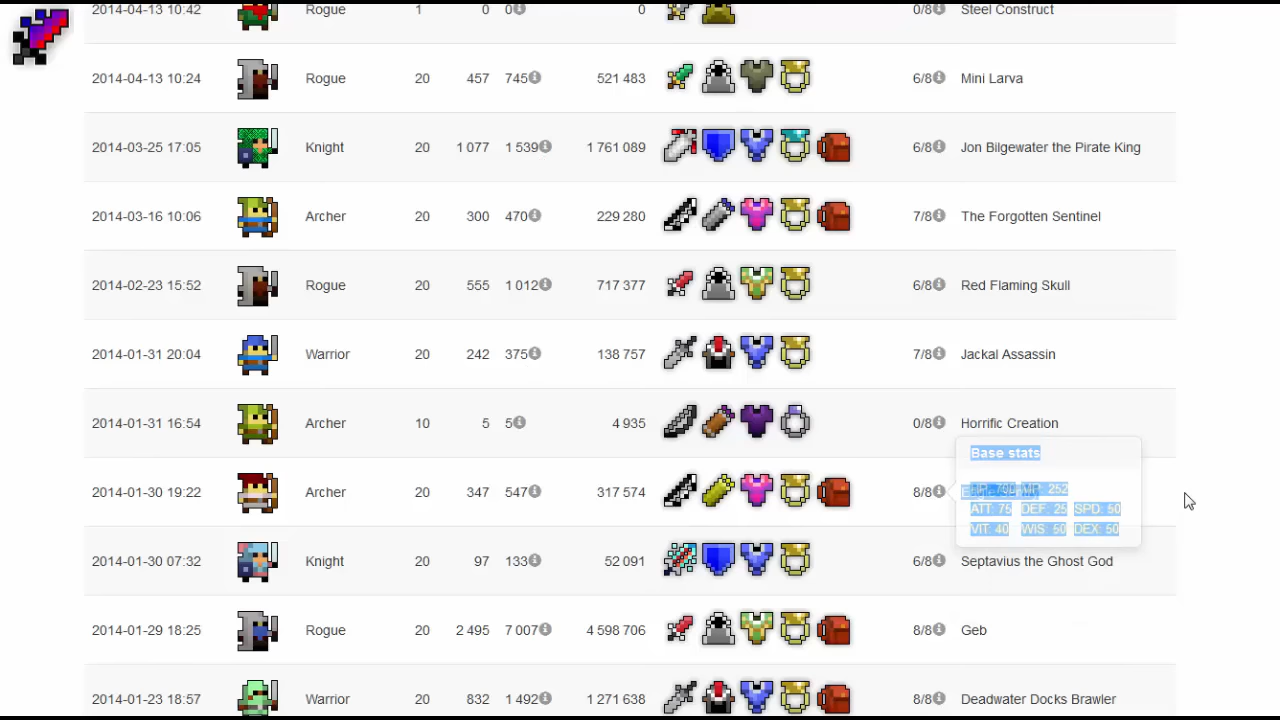 2014-04-13 10:42 Rogue 1 0 0 0 Steel Construct
2014-04-13 10:24 Rogue 20 457 745 521 483 6/8 Mini Larva
2014-03-25 17:05 Knight 20 1 077 1 539 1 761 089 6/8 Jon Bilgewater the Pirate King
2014-03-16 10:06 Archer 20 300 470 229 280 7/8 The Forgotten Sentinel
2014-02-23 15:52 Rogue 20 555 1 012 717 377 6/8 Red Flaming Skull
2014-01-31 20:04 Warrior 20 242 375 138 757 7/8 Jackal Assassin
2014-01-31 16:54 Archer 10 5 5 4 935 0/8 Horrific Creation
Base stats
2014-01-30 19:22 Archer 20 347 547 317 574 8/8
MP: 252
ATT: 75 DEF: 25 SPD: 50
VIT: 40 WIS: 50 DEX: 50
2014-01-30 07:32 Knight 20 97 133 52 091 6/8 Septavius the Ghost God
2014-01-29 18:25 Rogue 20 2 495 7 007 4 598 706 8/8 Geb
2014-01-23 18:57 Warrior 20 832 1 492 1 271 638 8/8 Deadwater Docks Brawler